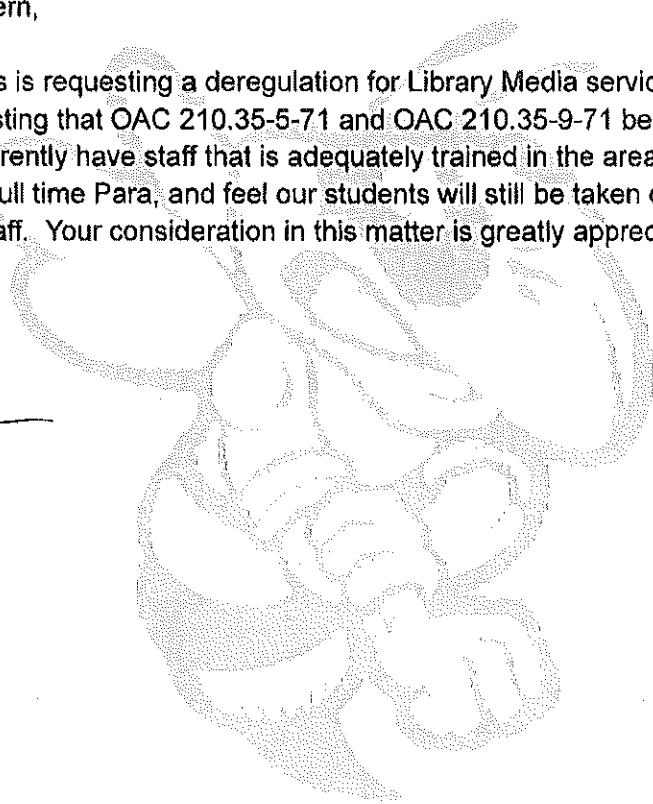 ern,
s is requesting a deregulation for Library Media servic
sting that OAC 210.35-5-71 and OAC 210.35-9-71 be
rently have staff that is adequately trained in the area
ull time Para, and feel our students will still be taken
aff. Your consideration in this matter is greatly apprec